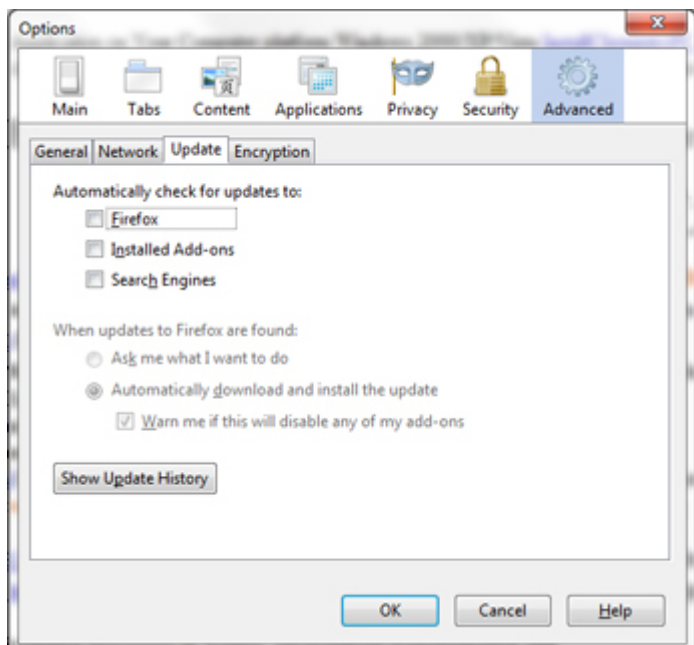 Options
Main Tabs Content Applications Privacy Security Advanced
General Network Update Encryption
Automatically check for updates to:
Firefox
Installed Add-ons
Search Engines
When updates to Firefox are found:
Ask me what I want to do
Automatically download and install the update
Warn me if this will disable any of my add-ons
Show Update History
OK Cancel Help